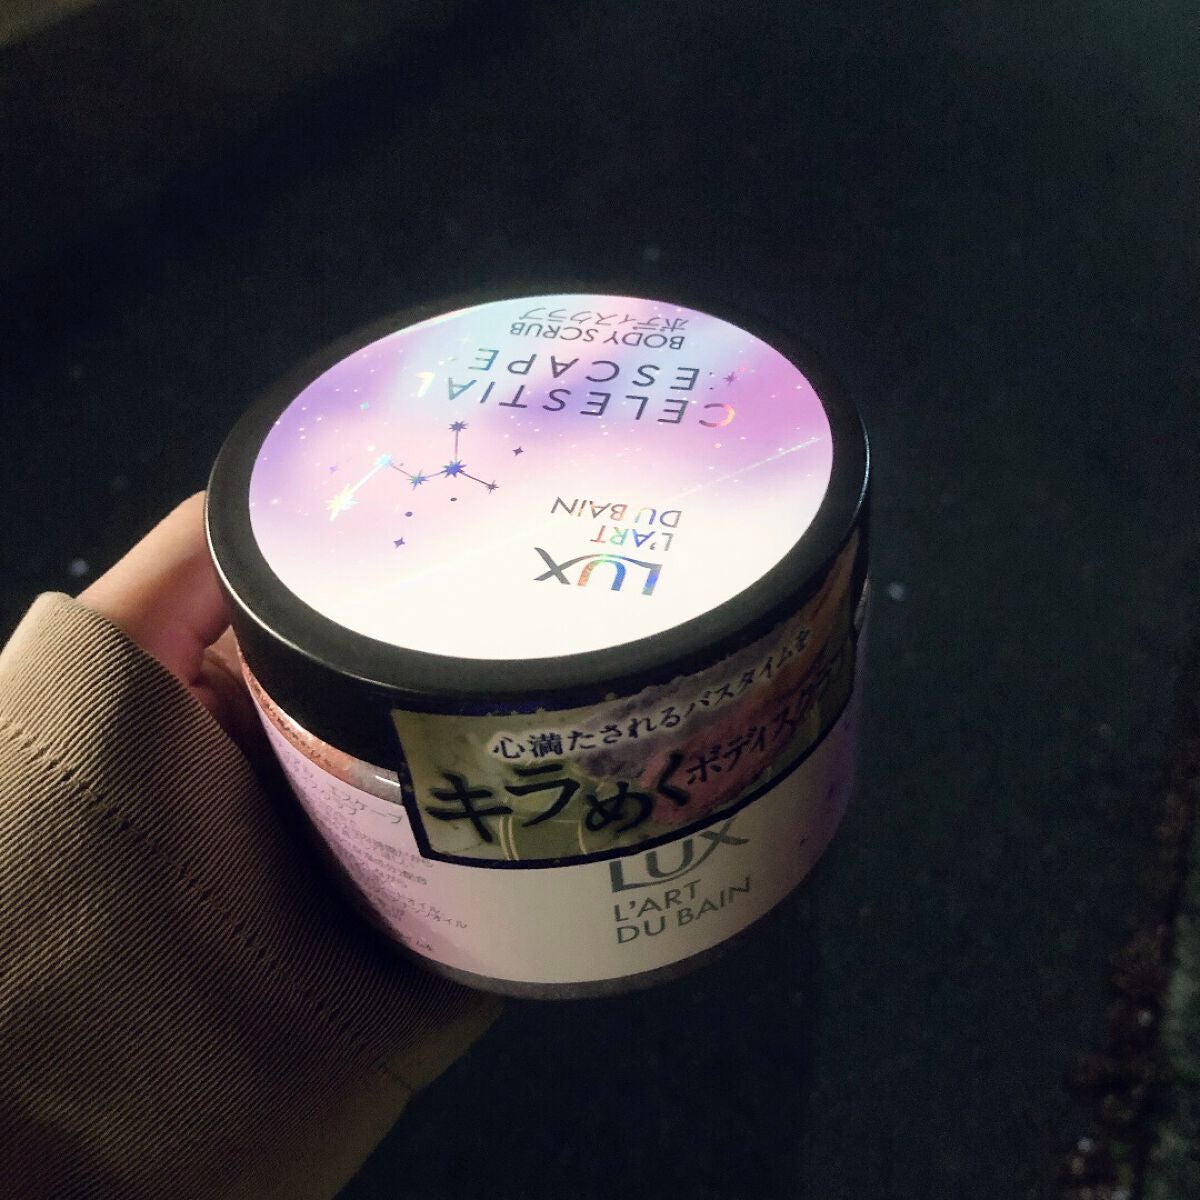 LUX
L'ART
DU BAIN
CELESTIAL
ESCAPE
BODY SCRUB
ボディスクラブ
心満たされるバスタイムを
キラめくボディスクラブ
LUX
L'ART
DU BAIN